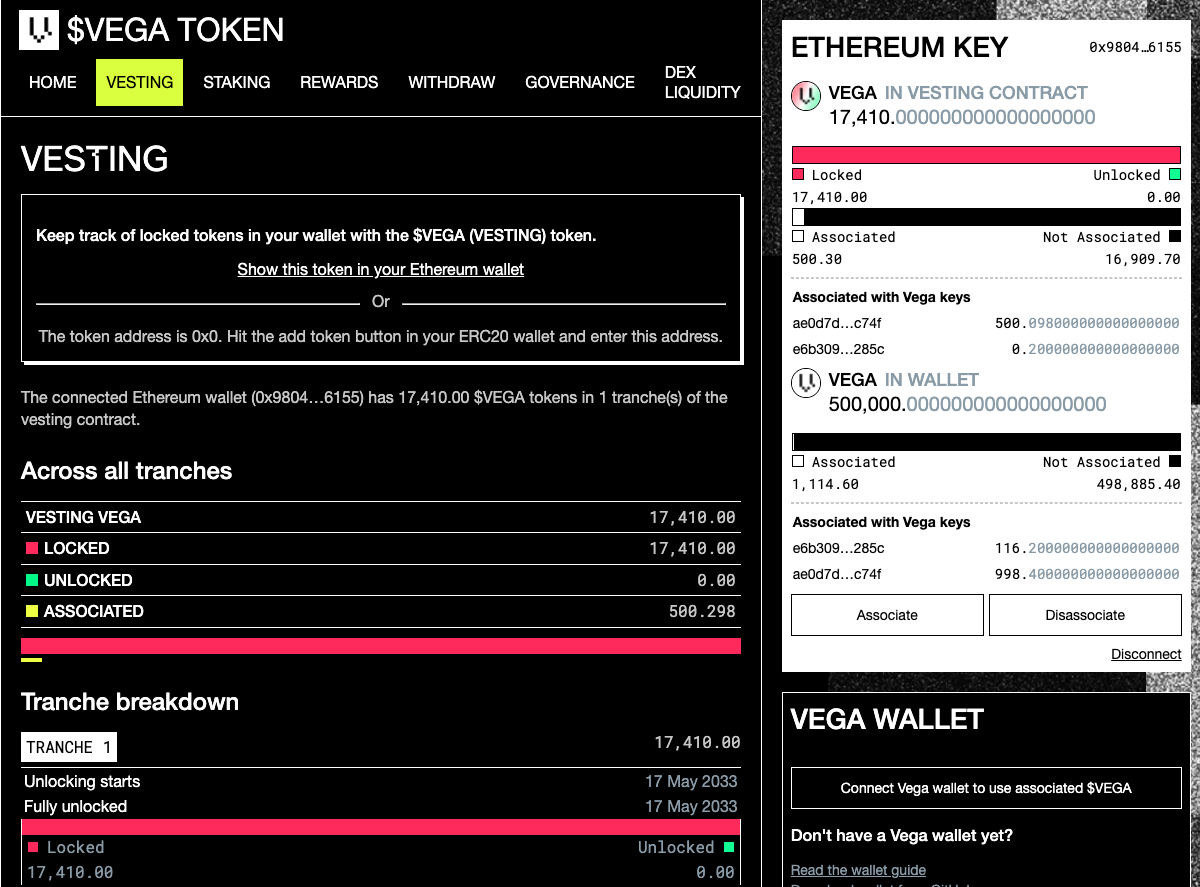 $VEGA TOKEN
HOME VESTING STAKING REWARDS WITHDRAW GOVERNANCE DEX LIQUIDITY
VESTING
Keep track of locked tokens in your wallet with the $VEGA (VESTING) token.
Show this token in your Ethereum wallet
Or
The token address is 0x0. Hit the add token button in your ERC20 wallet and enter this address.
The connected Ethereum wallet (0x9804…6155) has 17,410.00 $VEGA tokens in 1 tranche(s) of the
vesting contract.
Across all tranches
VESTING VEGA 17,410.00
LOCKED 17,410.00
UNLOCKED 0.00
ASSOCIATED 500.298
Tranche breakdown
TRANCHE 1 17,410.00
Unlocking starts 17 May 2033
Fully unlocked 17 May 2033
Locked Unlocked
17,410.00 0.00
ETHEREUM KEY 0x9804…6155
VEGA IN VESTING CONTRACT
17,410.000000000000000000
Locked Unlocked
17,410.00 0.00
Associated Not Associated
500.30 16,909.70
Associated with Vega keys
ae0d7d…c74f 500.098000000000000000
e6b309…285c 0.200000000000000000
VEGA IN WALLET
500,000.000000000000000000
Associated Not Associated
1,114.60 498,885.40
Associated with Vega keys
e6b309…285c 116.200000000000000000
ae0d7d…c74f 998.400000000000000000
Associate Disassociate
Disconnect
VEGA WALLET
Connect Vega wallet to use associated $VEGA
Don't have a Vega wallet yet?
Read the wallet guide